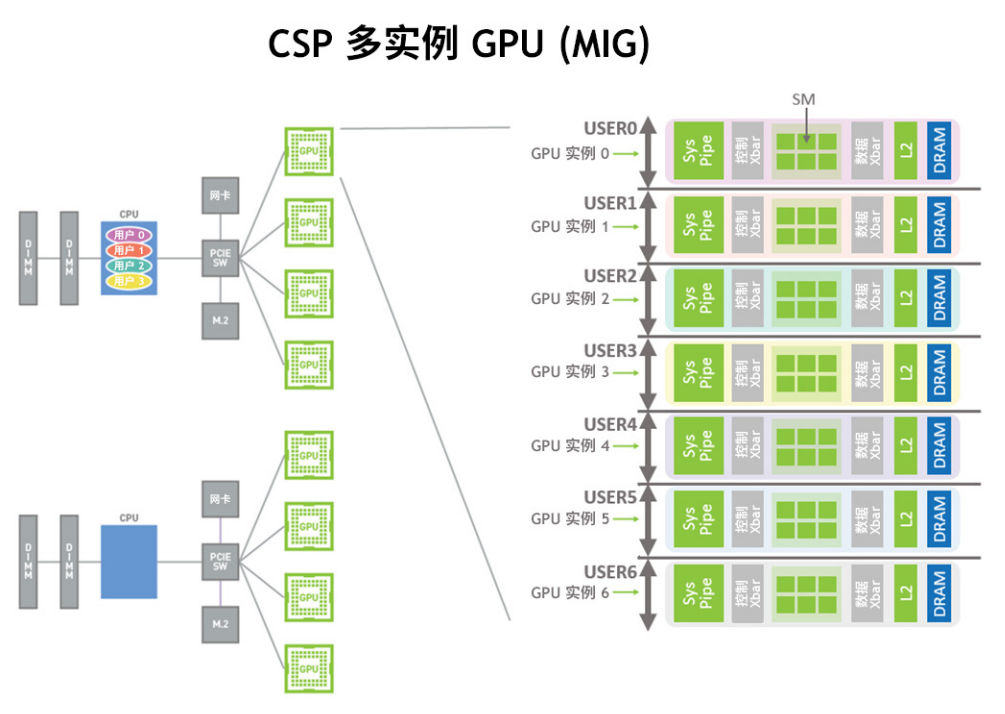 CSP 多实例 GPU (MIG)
GPU
GPU
GPU
GPU
网卡
PCIE
SW
M.2
CPU
用户 0
用户 1
用户 2
用户 3
DIMM
DIMM
GPU
GPU
GPU
GPU
网卡
PCIE
SW
M.2
CPU
DIMM
DIMM
SM
USER0
GPU 实例 0
Sys
Pipe
控制
Xbar
数据
Xbar
L2
DRAM
USER1
GPU 实例 1
Sys
Pipe
控制
Xbar
数据
Xbar
L2
DRAM
USER2
GPU 实例 2
Sys
Pipe
控制
Xbar
数据
Xbar
L2
DRAM
USER3
GPU 实例 3
Sys
Pipe
控制
Xbar
数据
Xbar
L2
DRAM
USER4
GPU 实例 4
Sys
Pipe
控制
Xbar
数据
Xbar
L2
DRAM
USER5
GPU 实例 5
Sys
Pipe
控制
Xbar
数据
Xbar
L2
DRAM
USER6
GPU 实例 6
Sys
Pipe
控制
Xbar
数据
Xbar
L2
DRAM